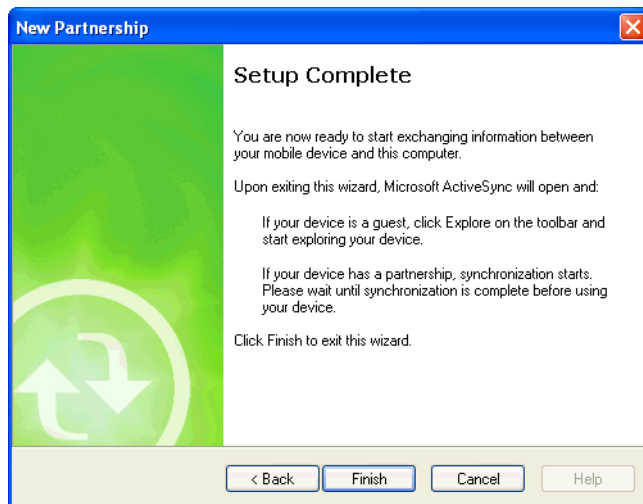 New Partnership
Setup Complete
You are now ready to start exchanging information between
your mobile device and this computer.
Upon exiting this wizard, Microsoft ActiveSync will open and:
If your device is a guest, click Explore on the toolbar and
start exploring your device.
If your device has a partnership, synchronization starts.
Please wait until synchronization is complete before using
your device.
Click Finish to exit this wizard.
< Back Finish Cancel Help